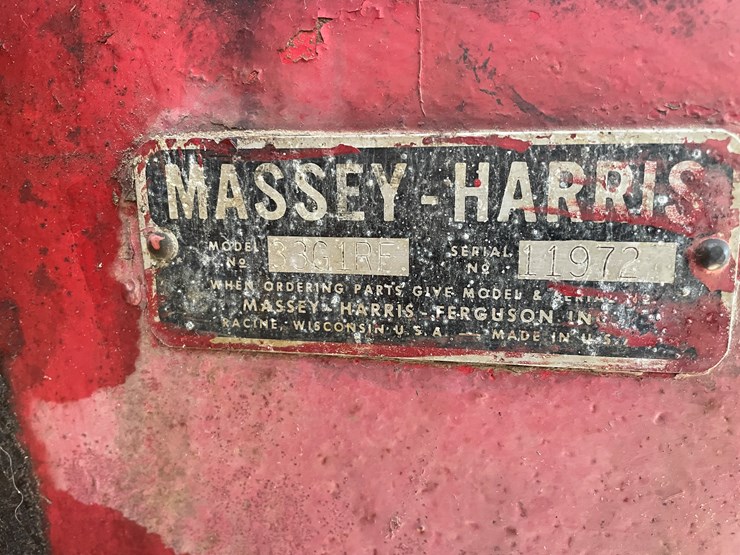 MASSEY-HARRIS
MODEL Nº 33G1RF SERIAL Nº 11972
WHEN ORDERING PARTS GIVE MODEL & SERIAL Nº
MASSEY-HARRIS-FERGUSON INC.
RACINE, WISCONSIN U.S.A. — MADE IN U.S.